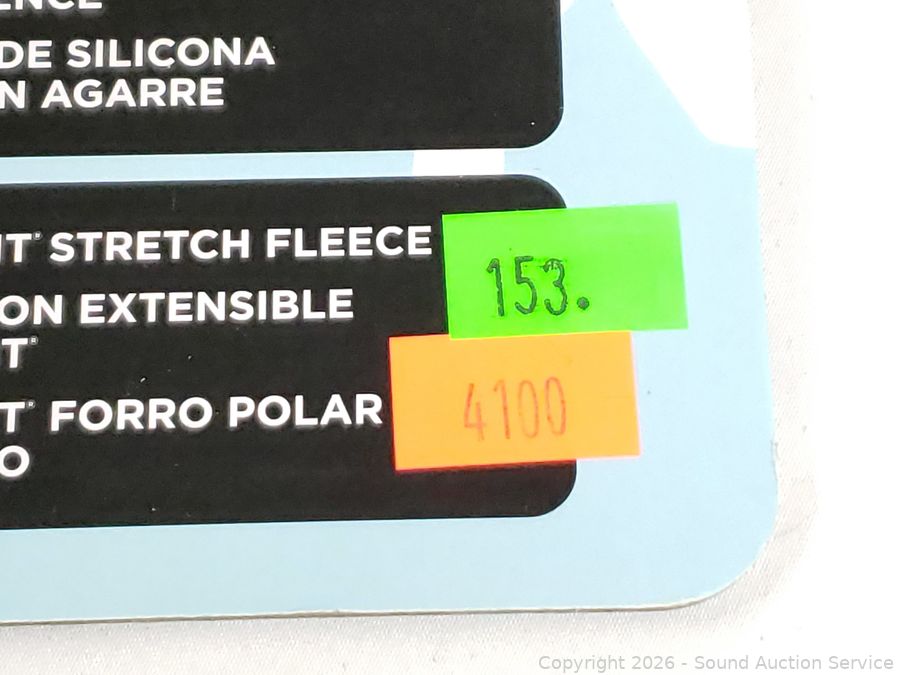 DE SILICONA
N AGARRE
STRETCH FLEECE
ON EXTENSIBLE
T®
T® FORRO POLAR
O
153.
4100
Copyright 2026 - Sound Auction Service